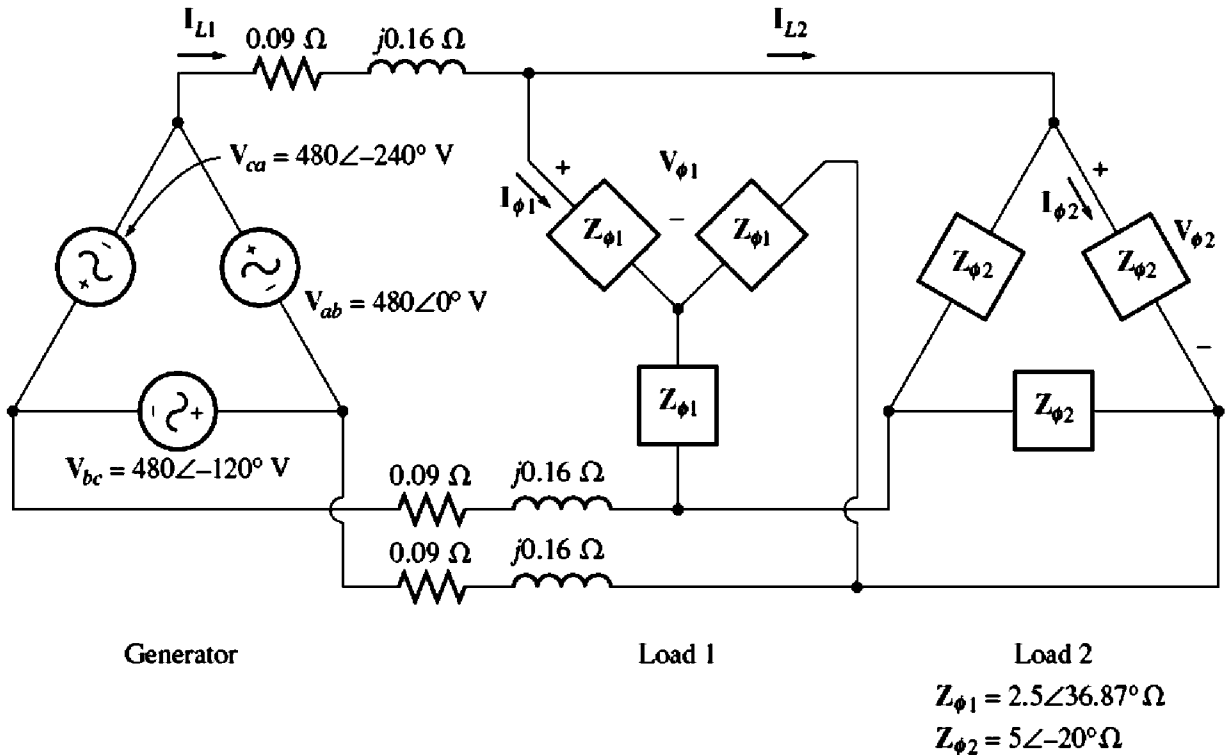 I_L1
0.09 Ω
j0.16 Ω
I_L2
V_ca = 480∠–240° V
+
V_ϕ1
I_ϕ1
–
Z_ϕ1
Z_ϕ1
+
I_ϕ2
V_ϕ2
Z_ϕ2
Z_ϕ2
–
+ –
+ –
V_ab = 480∠0° V
Z_ϕ1
Z_ϕ2
– +
V_bc = 480∠–120° V
0.09 Ω
j0.16 Ω
0.09 Ω
j0.16 Ω
Generator
Load 1
Load 2
Z_ϕ1 = 2.5∠36.87° Ω
Z_ϕ2 = 5∠–20° Ω